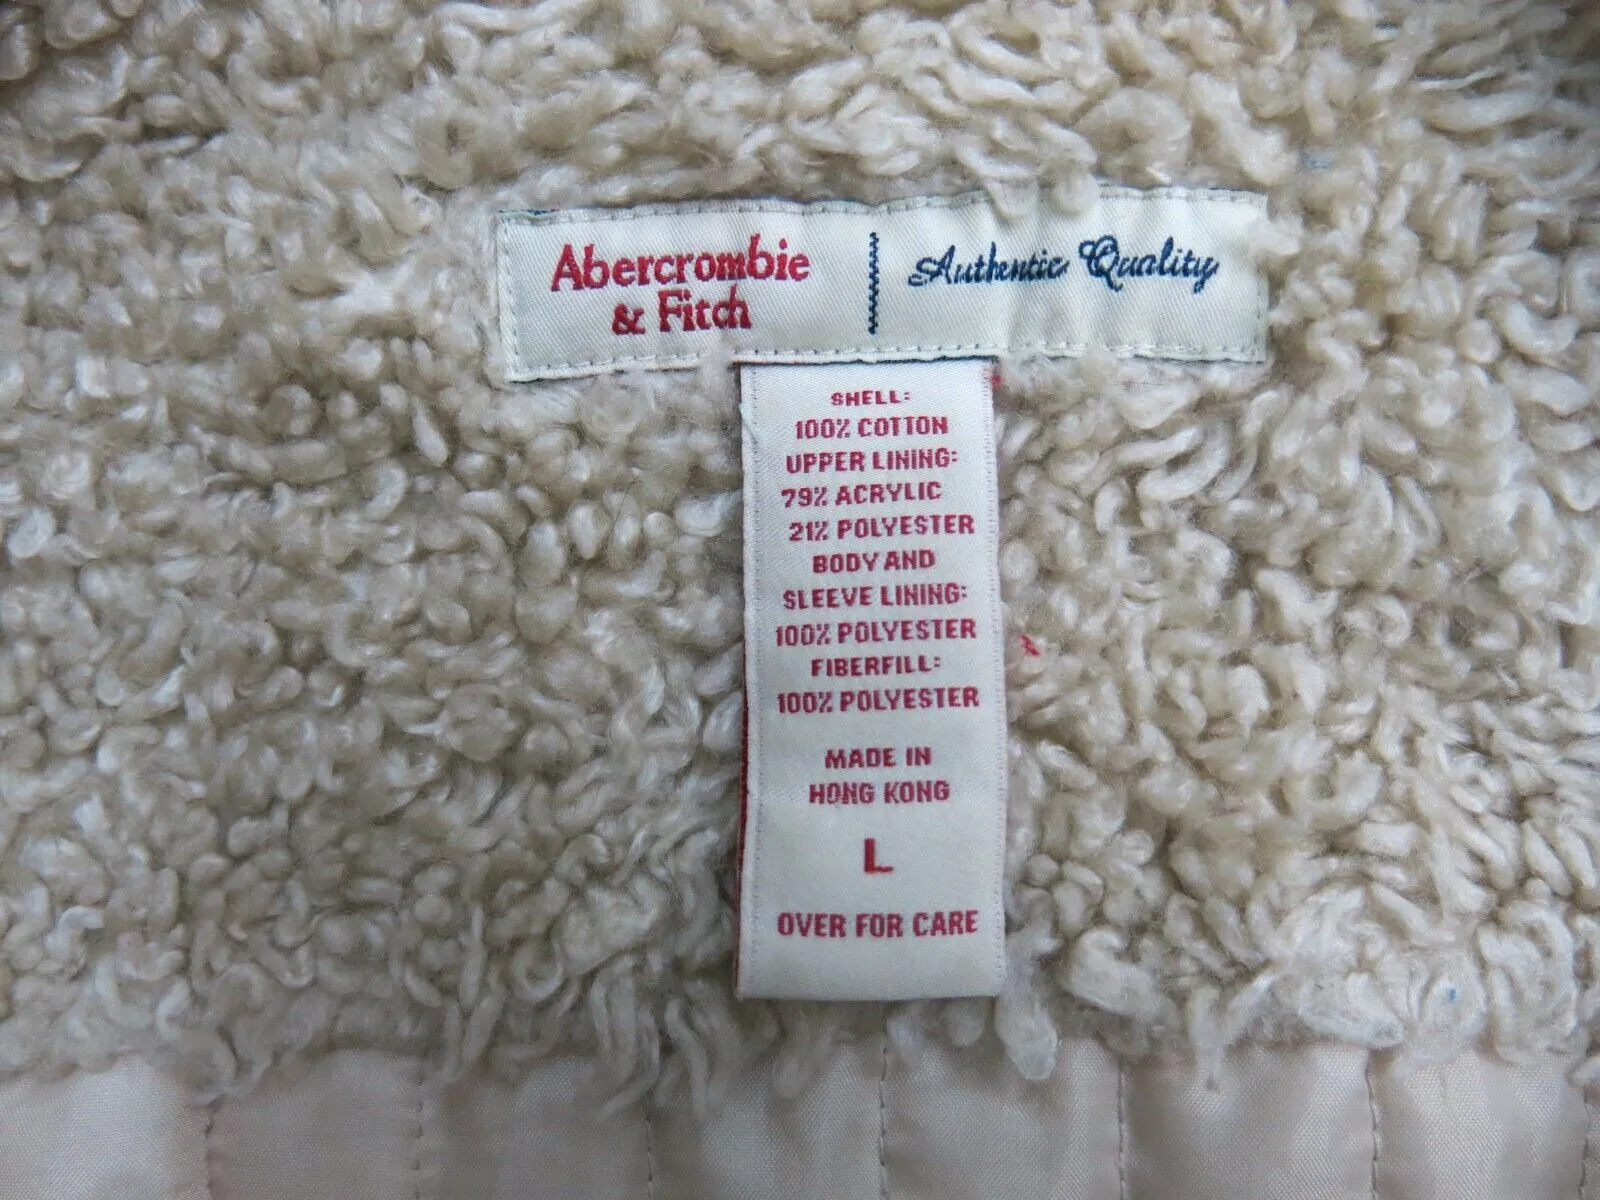 Abercrombie
& Fitch
Authentic Quality
SHELL:
100% COTTON
UPPER LINING:
79% ACRYLIC
21% POLYESTER
BODY AND
SLEEVE LINING:
100% POLYESTER
FIBERFILL:
100% POLYESTER
MADE IN
HONG KONG
L
OVER FOR CARE